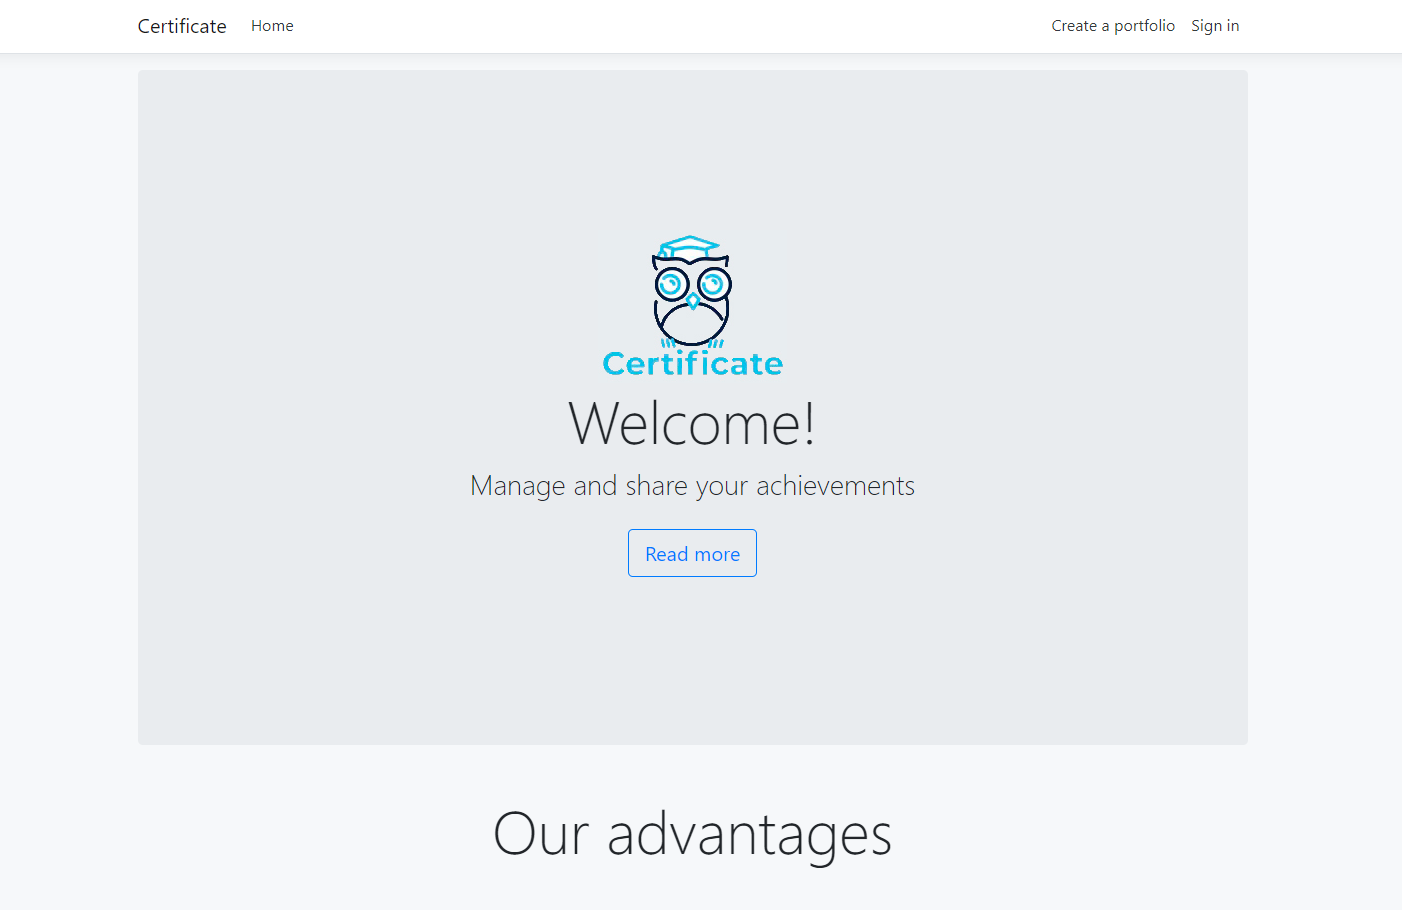 Certificate Home Create a portfolio Sign in
Certificate
Welcome!
Manage and share your achievements
Read more
Our advantages